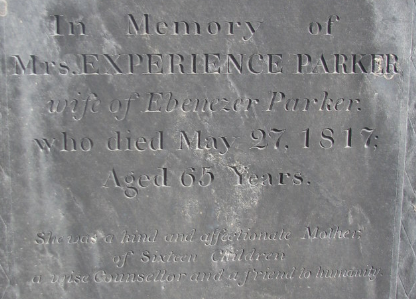 In Memory of
Mrs. EXPERIENCE PARKER
wife of Ebenezer Parker.
who died May 27, 1817;
Aged 65 Years.
She was a kind and affectionate Mother
of Sixteen Children
a wise Counsellor and a friend to humanity.